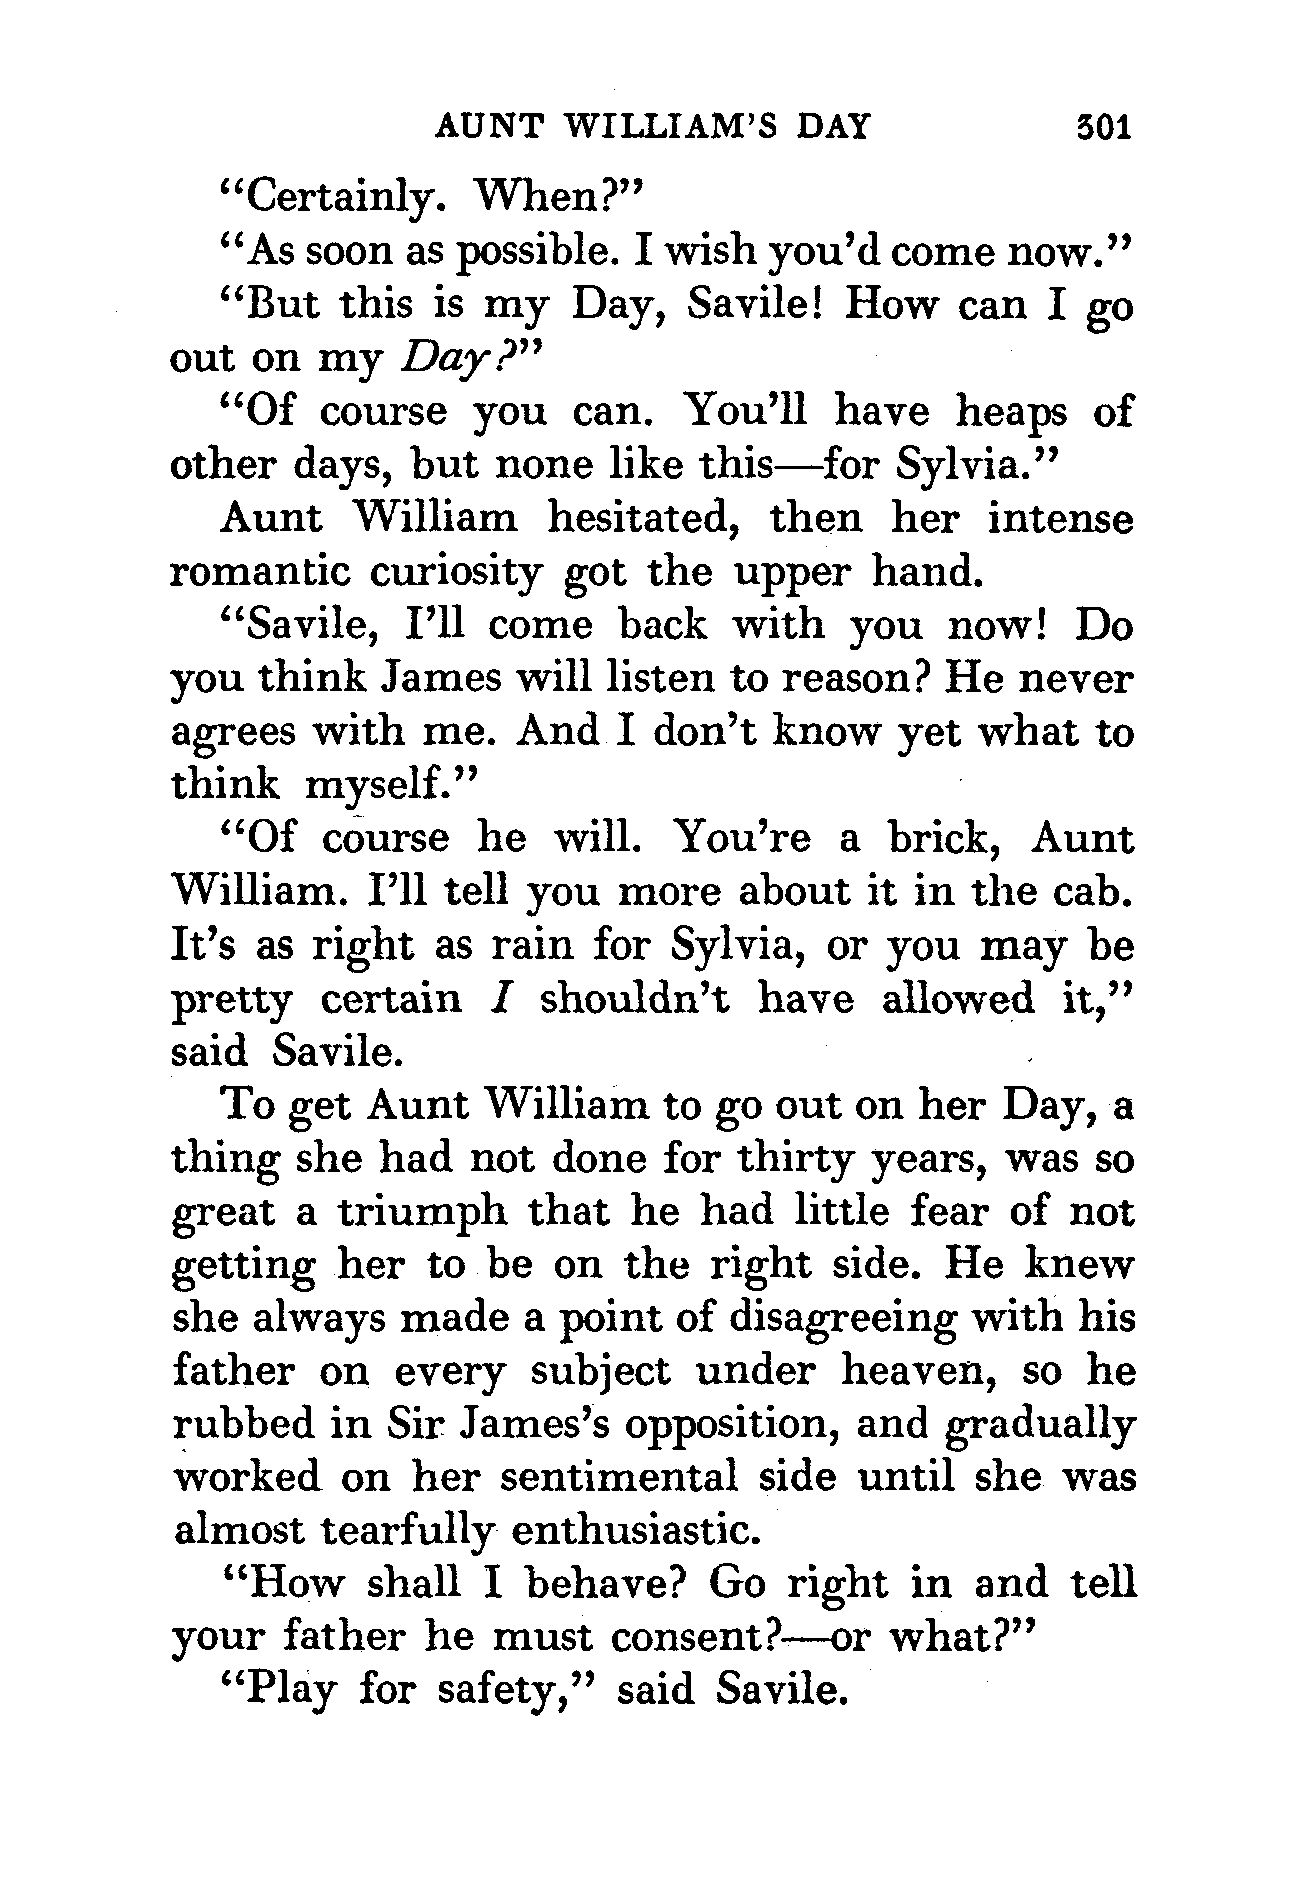 AUNT WILLIAM'S DAY 301
“Certainly. When?”
“As soon as possible. I wish you'd come now.”
“But this is my Day, Savile! How can I go
out on my Day?”
“Of course you can. You'll have heaps of
other days, but none like this—for Sylvia.”
Aunt William hesitated, then her intense
romantic curiosity got the upper hand.
“Savile, I'll come back with you now! Do
you think James will listen to reason? He never
agrees with me. And I don't know yet what to
think myself.”
“Of course he will. You're a brick, Aunt
William. I'll tell you more about it in the cab.
It's as right as rain for Sylvia, or you may be
pretty certain I shouldn't have allowed it,”
said Savile.
To get Aunt William to go out on her Day, a
thing she had not done for thirty years, was so
great a triumph that he had little fear of not
getting her to be on the right side. He knew
she always made a point of disagreeing with his
father on every subject under heaven, so he
rubbed in Sir James's opposition, and gradually
worked on her sentimental side until she was
almost tearfully enthusiastic.
“How shall I behave? Go right in and tell
your father he must consent?—or what?”
“Play for safety,” said Savile.